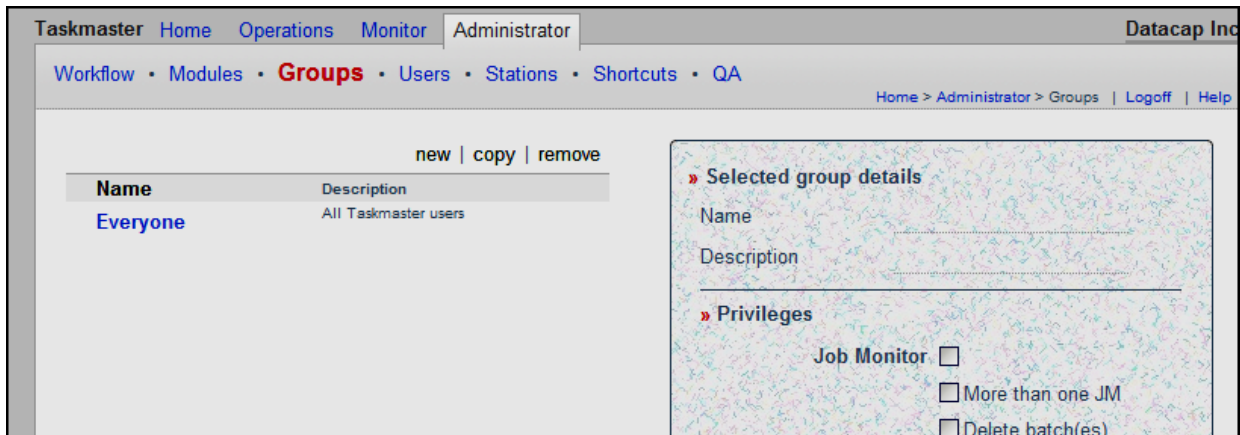 Taskmaster Home Operations Monitor Administrator Datacap Inc
Workflow • Modules • Groups • Users • Stations • Shortcuts • QA
Home > Administrator > Groups | Logoff | Help
new | copy | remove
Name Description
Everyone All Taskmaster users
» Selected group details
Name
Description
» Privileges
Job Monitor
More than one JM
Delete batch(es)